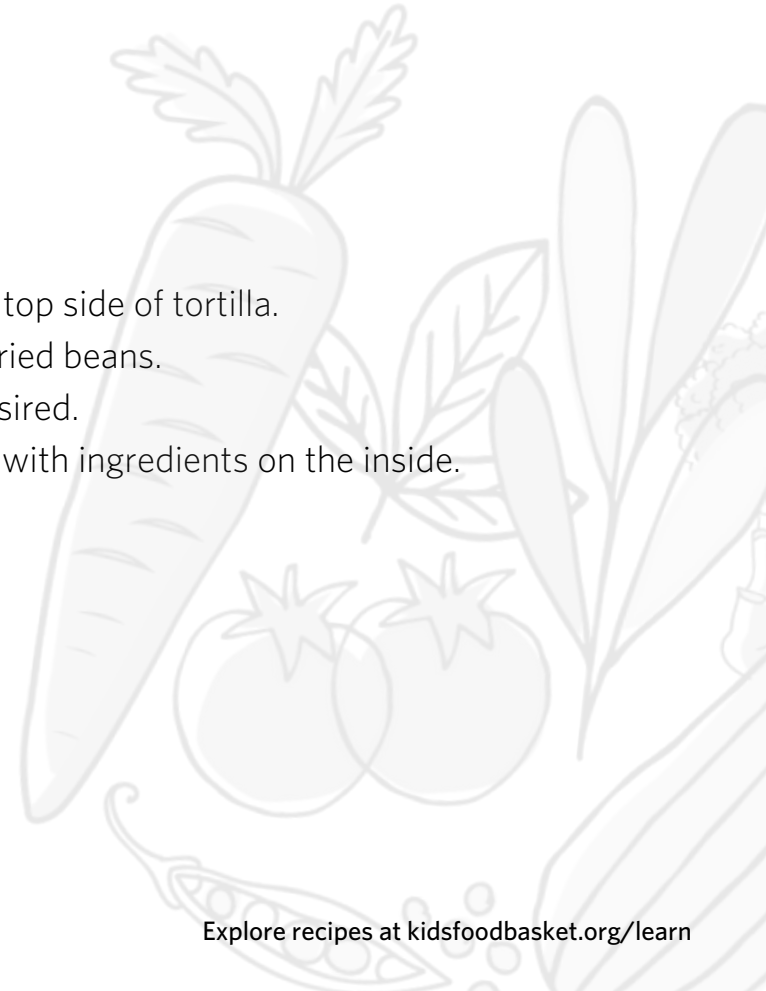 top side of tortilla.
ried beans.
sired.
with ingredients on the inside.
Explore recipes at kidsfoodbasket.org/learn